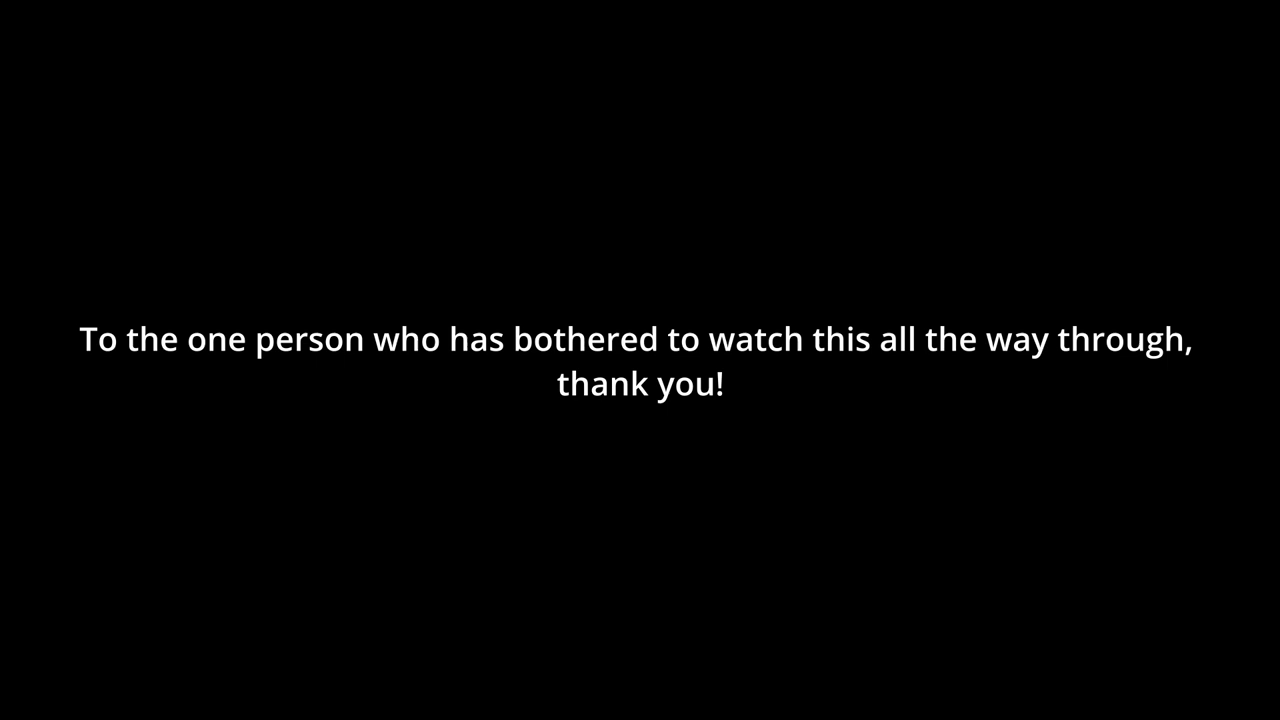 To the one person who has bothered to watch this all the way through,
thank you!